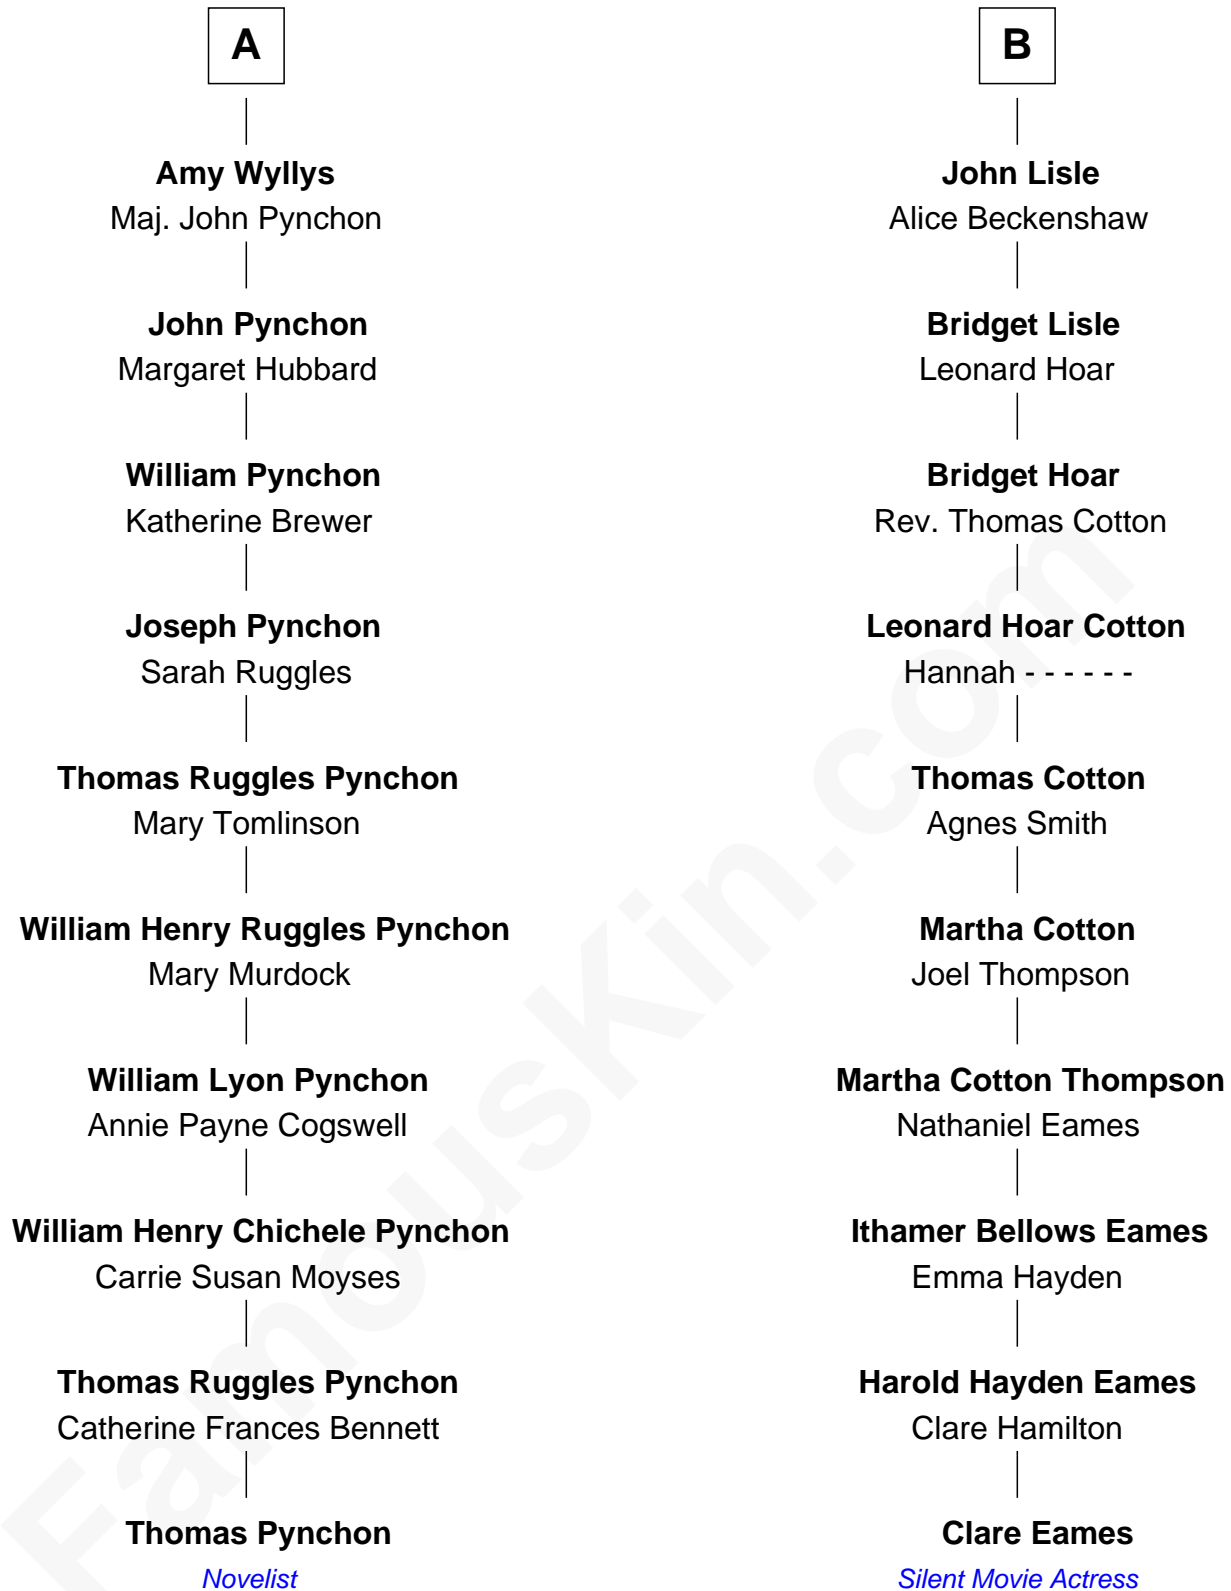 A
Amy Wyllys
Maj. John Pynchon
John Pynchon
Margaret Hubbard
William Pynchon
Katherine Brewer
Joseph Pynchon
Sarah Ruggles
Thomas Ruggles Pynchon
Mary Tomlinson
William Henry Ruggles Pynchon
Mary Murdock
William Lyon Pynchon
Annie Payne Cogswell
William Henry Chichele Pynchon
Carrie Susan Moyses
Thomas Ruggles Pynchon
Catherine Frances Bennett
Thomas Pynchon
Novelist
B
John Lisle
Alice Beckenshaw
Bridget Lisle
Leonard Hoar
Bridget Hoar
Rev. Thomas Cotton
Leonard Hoar Cotton
Hannah - - - - - -
Thomas Cotton
Agnes Smith
Martha Cotton
Joel Thompson
Martha Cotton Thompson
Nathaniel Eames
Ithamer Bellows Eames
Emma Hayden
Harold Hayden Eames
Clare Hamilton
Clare Eames
Silent Movie Actress
FamousKin.com